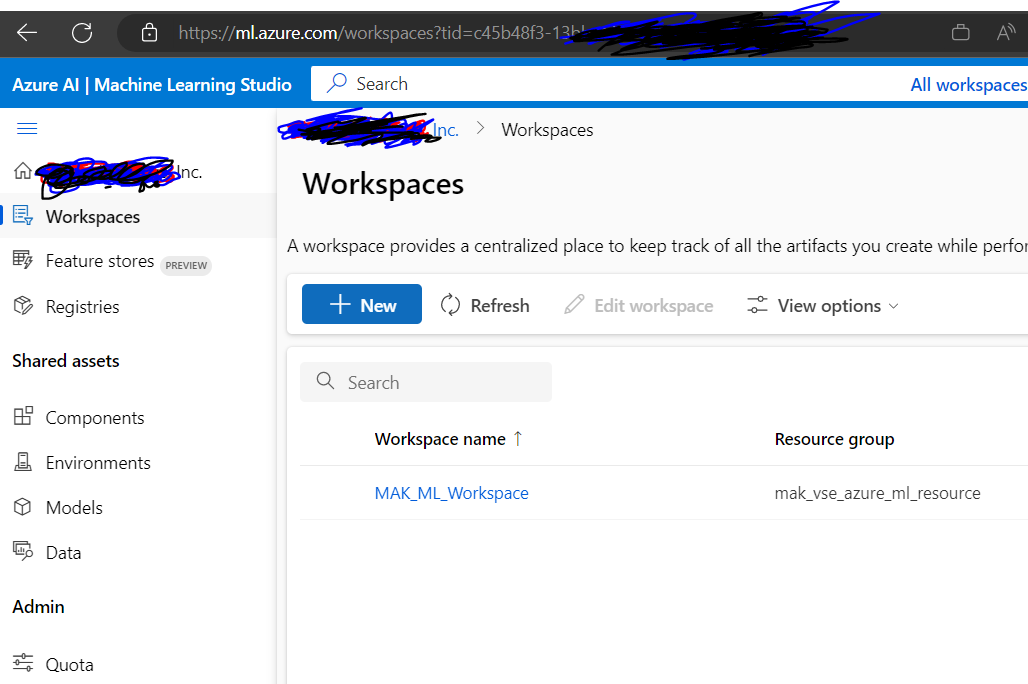 https://ml.azure.com/workspaces?tid=c45b48f3-13b
Azure AI | Machine Learning Studio
Search
All workspaces
Inc.
Workspaces
Inc.
Workspaces
Workspaces
A workspace provides a centralized place to keep track of all the artifacts you create while perfor
Feature stores PREVIEW
Registries
New
Refresh
Edit workspace
View options
Shared assets
Search
Components
Workspace name ↑
Resource group
Environments
MAK_ML_Workspace
mak_vse_azure_ml_resource
Models
Data
Admin
Quota